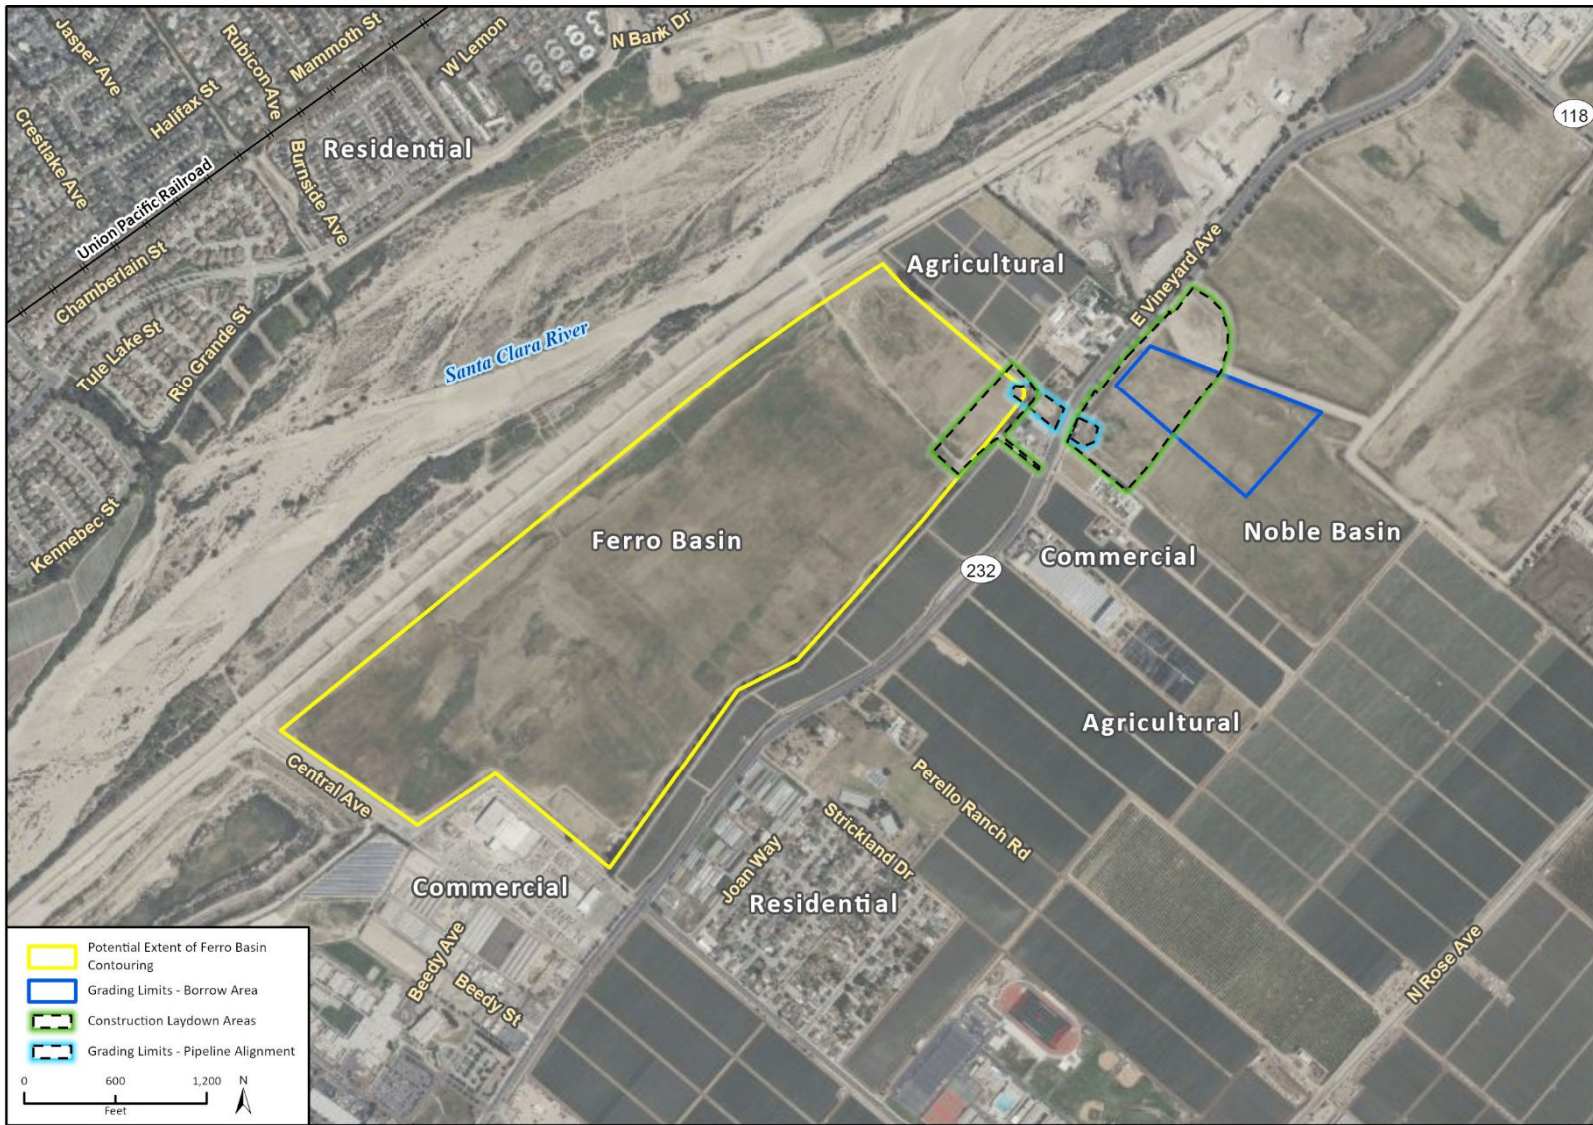 Jasper Ave
Rubicon Ave
Mammoth St
W Lemon
N Bank Dr
Halifax St
Crestlake Ave
Burnside Ave
Residential
118
Union Pacific Railroad
Chamberlain St
Agricultural
E Vineyard Ave
Tule Lake St
Rio Grande St
Santa Clara River
Kennebec St
Ferro Basin
Noble Basin
Commercial
232
Agricultural
Central Ave
Perello Ranch Rd
Strickland Dr
Joan Way
Commercial
Residential
Beedy Ave
Beedy St
N Rose Ave
Potential Extent of Ferro Basin
Contouring
Grading Limits - Borrow Area
Construction Laydown Areas
Grading Limits - Pipeline Alignment
0 600 1,200 N
Feet